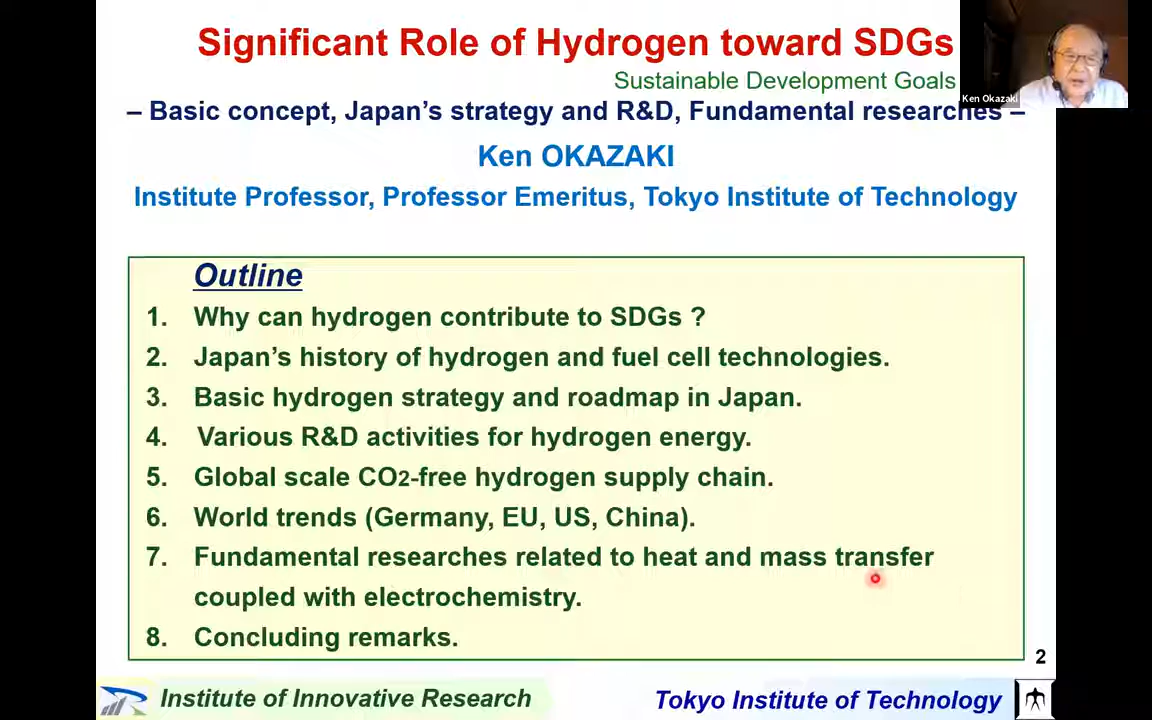 Significant Role of Hydrogen toward SDGs
Sustainable Development Goals
Ken Okazaki
– Basic concept, Japan's strategy and R&D, Fundamental researches –
Ken OKAZAKI
Institute Professor, Professor Emeritus, Tokyo Institute of Technology
Outline
1. Why can hydrogen contribute to SDGs ?
2. Japan's history of hydrogen and fuel cell technologies.
3. Basic hydrogen strategy and roadmap in Japan.
4. Various R&D activities for hydrogen energy.
5. Global scale CO2-free hydrogen supply chain.
6. World trends (Germany, EU, US, China).
7. Fundamental researches related to heat and mass transfer
coupled with electrochemistry.
8. Concluding remarks.
2
Institute of Innovative Research
Tokyo Institute of Technology